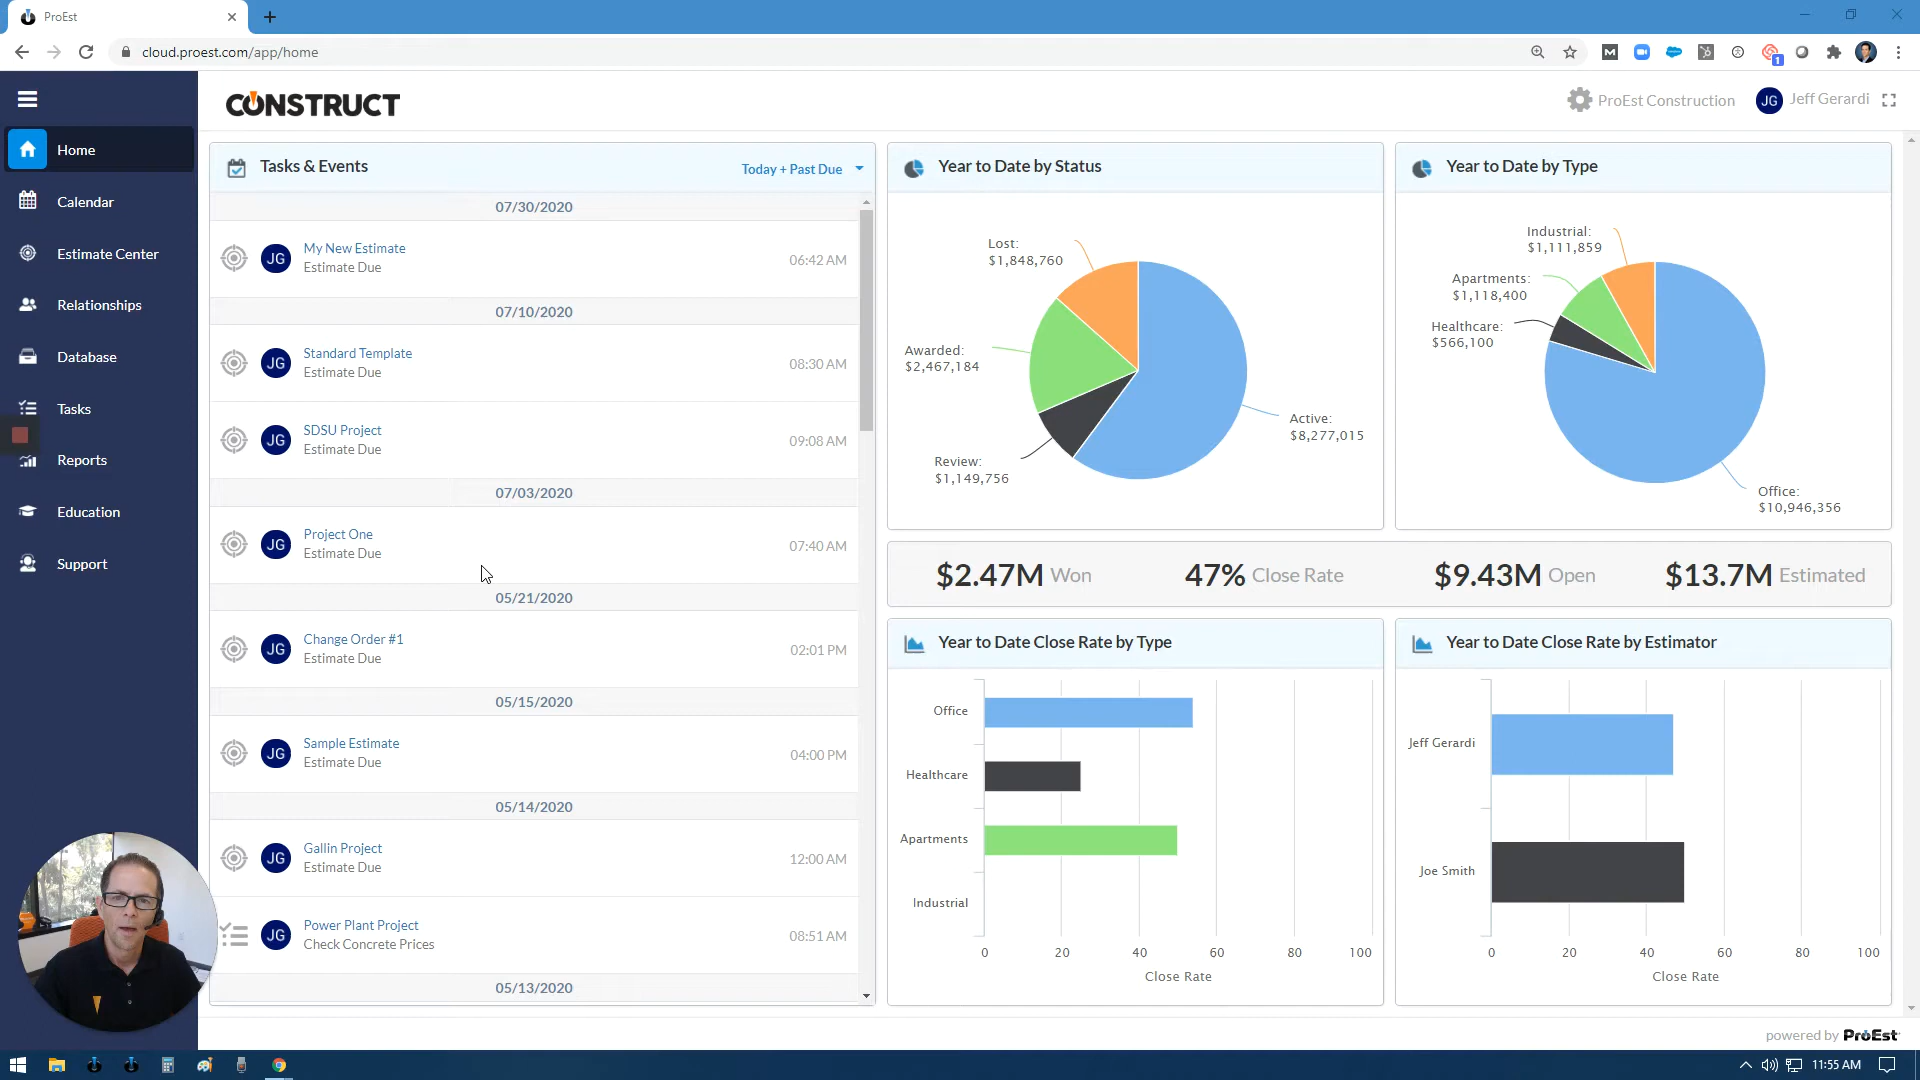 ProEst
cloud.proest.com/app/home
CONSTRUCT
ProEst Construction
JG
Jeff Gerardi
Home
Calendar
Estimate Center
Relationships
Database
Tasks
Reports
Education
Support
Tasks & Events
Today + Past Due
07/30/2020
JG
My New Estimate
Estimate Due
06:42 AM
07/10/2020
JG
Standard Template
Estimate Due
08:30 AM
JG
SDSU Project
Estimate Due
09:08 AM
07/03/2020
JG
Project One
Estimate Due
07:40 AM
05/21/2020
JG
Change Order #1
Estimate Due
02:01 PM
05/15/2020
JG
Sample Estimate
Estimate Due
04:00 PM
05/14/2020
JG
Gallin Project
Estimate Due
12:00 AM
JG
Power Plant Project
Check Concrete Prices
08:51 AM
05/13/2020
Year to Date by Status
Lost:
$1,848,760
Awarded:
$2,467,184
Review:
$1,149,756
Active:
$8,277,015
Year to Date by Type
Industrial:
$1,111,859
Apartments:
$1,118,400
Healthcare:
$566,100
Office:
$10,946,356
$2.47M Won
47% Close Rate
$9.43M Open
$13.7M Estimated
Year to Date Close Rate by Type
Office
Healthcare
Apartments
Industrial
0 20 40 60 80 100
Close Rate
Year to Date Close Rate by Estimator
Jeff Gerardi
Joe Smith
0 20 40 60 80 100
Close Rate
powered by ProEst
11:55 AM